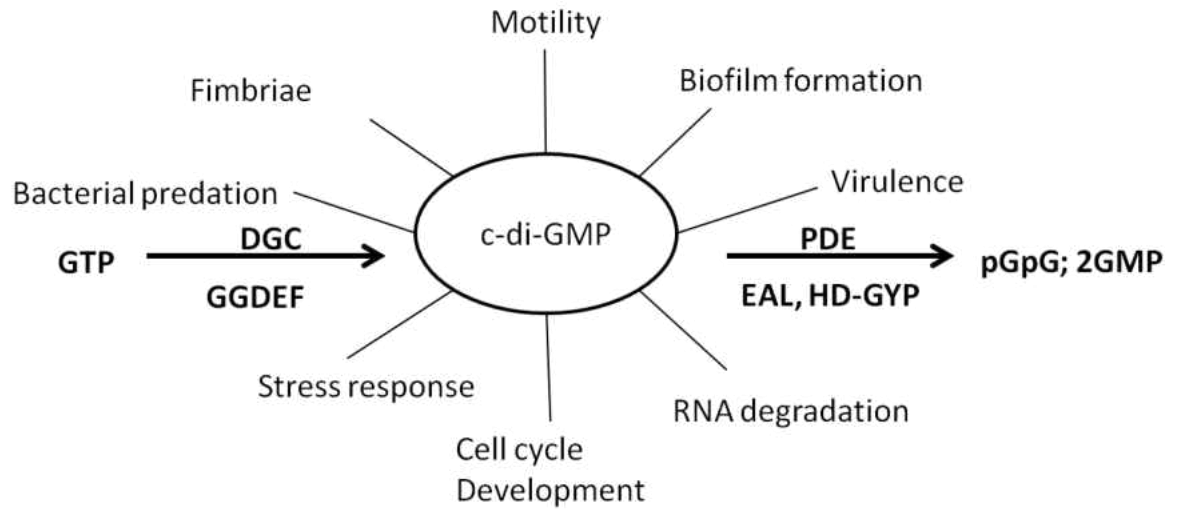 Motility
Fimbriae
Biofilm formation
Bacterial predation
Virulence
c-di-GMP
DGC
PDE
GTP
pGpG; 2GMP
GGDEF
EAL, HD-GYP
Stress response
RNA degradation
Cell cycle
Development